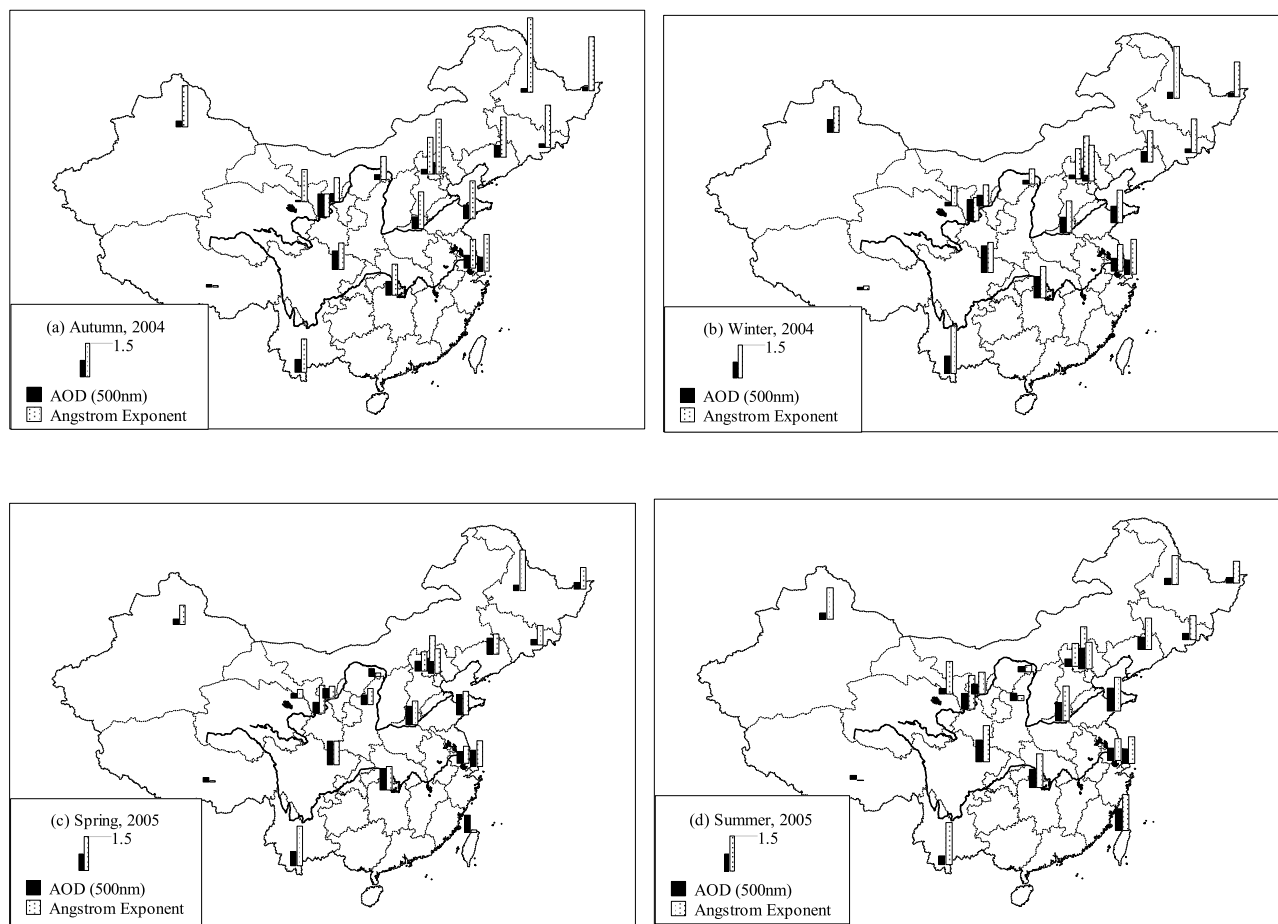 (a) Autumn, 2004
1.5
AOD (500nm)
Angstrom Exponent
(b) Winter, 2004
1.5
AOD (500nm)
Angstrom Exponent
(c) Spring, 2005
1.5
AOD (500nm)
Angstrom Exponent
(d) Summer, 2005
1.5
AOD (500nm)
Angstrom Exponent